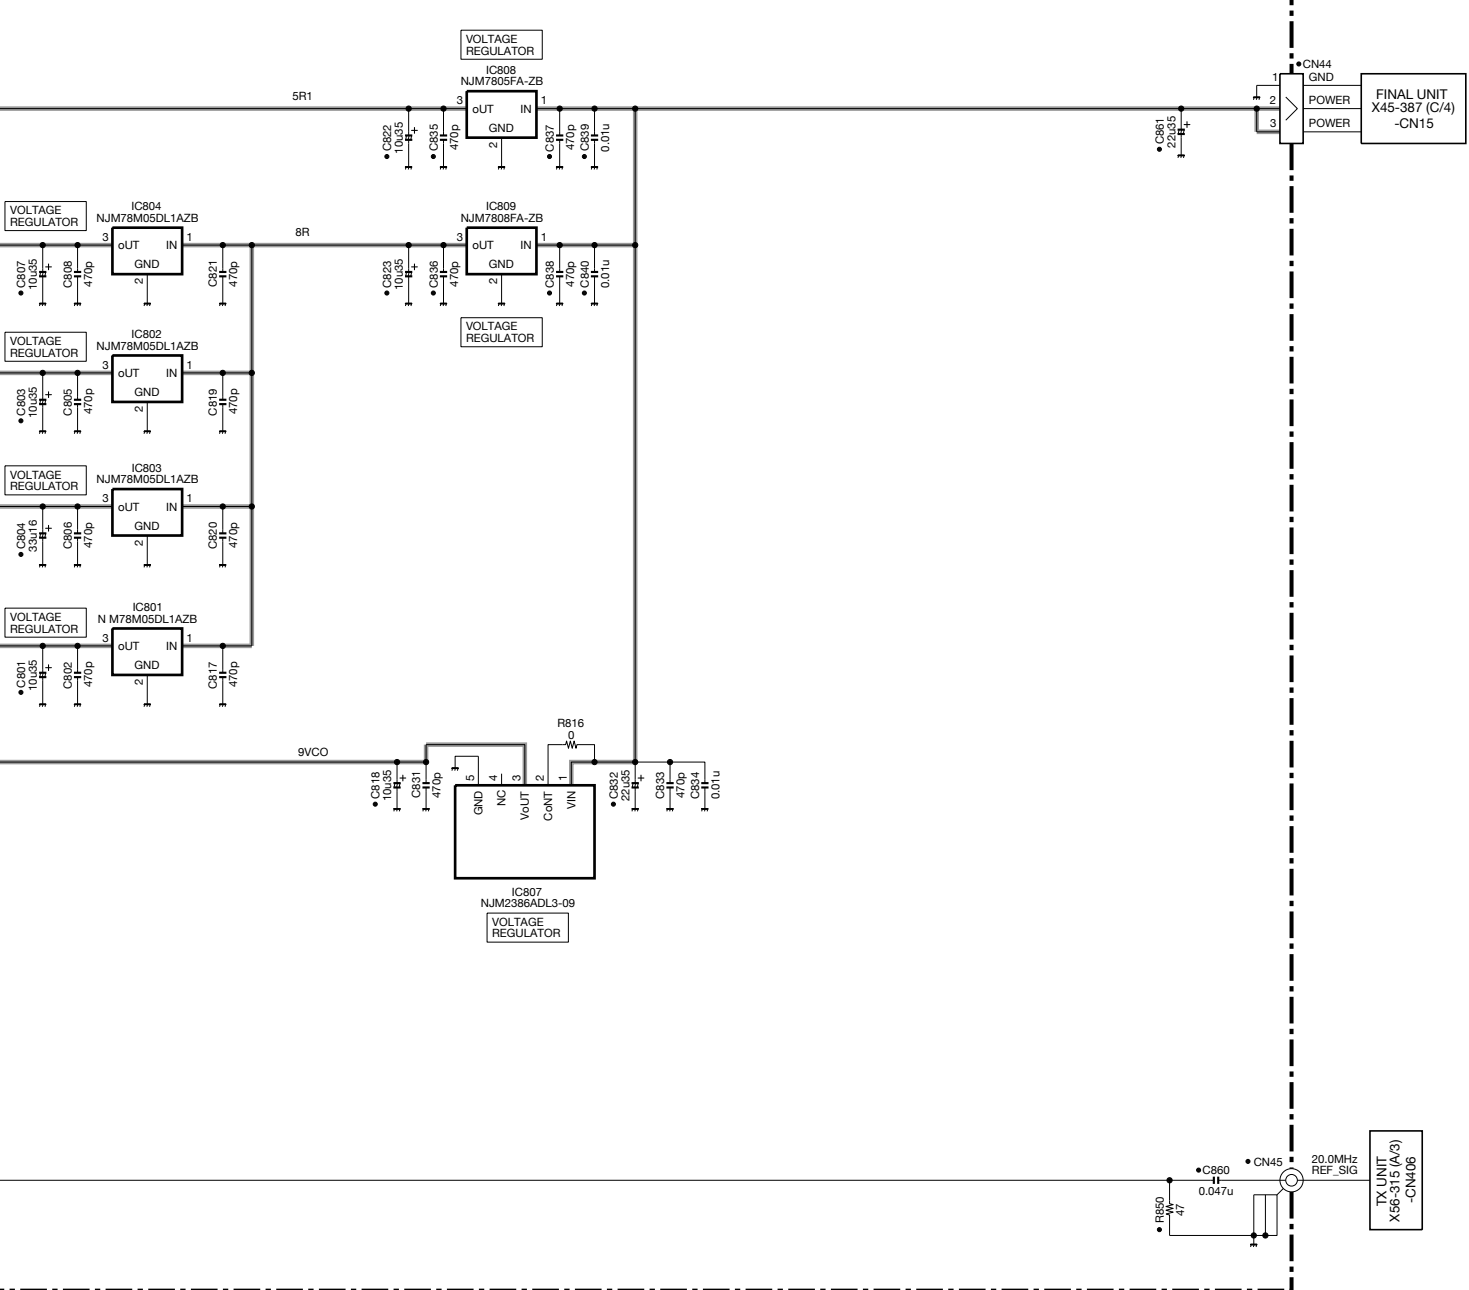 VOLTAGE
REGULATOR
IC808
NJM7805FA-ZB
5R1
3
oUT
IN
1
GND
2
C822
10u35
+
C835
470p
C837
470p
C839
0.01u
C861
22u35
+
CN44
1
GND
2
POWER
3
POWER
FINAL UNIT
X45-387 (C/4)
-CN15
VOLTAGE
REGULATOR
IC804
NJM78M05DL1AZB
3
oUT
IN
1
GND
2
C807
10u35
+
C808
470p
C821
470p
8R
IC809
NJM7808FA-ZB
3
oUT
IN
1
GND
2
C823
10u35
+
C836
470p
C838
470p
C840
0.01u
VOLTAGE
REGULATOR
VOLTAGE
REGULATOR
IC802
NJM78M05DL1AZB
3
oUT
IN
1
GND
2
C803
10u35
+
C805
470p
C819
470p
VOLTAGE
REGULATOR
IC803
NJM78M05DL1AZB
3
oUT
IN
1
GND
2
C804
33u16
+
C806
470p
C820
470p
VOLTAGE
REGULATOR
IC801
N M78M05DL1AZB
3
oUT
IN
1
GND
2
C801
10u35
+
C802
470p
C817
470p
9VCO
R816
0
C818
10u35
+
C831
470p
5
4
3
2
1
GND
NC
VoUT
CoNT
VIN
C832
22u35
+
C833
470p
C834
0.01u
IC807
NJM2386ADL3-09
VOLTAGE
REGULATOR
R850
47
C860
0.047u
CN45
20.0MHz
REF_SIG
TX UNIT
X56-315 (A/3)
-CN406